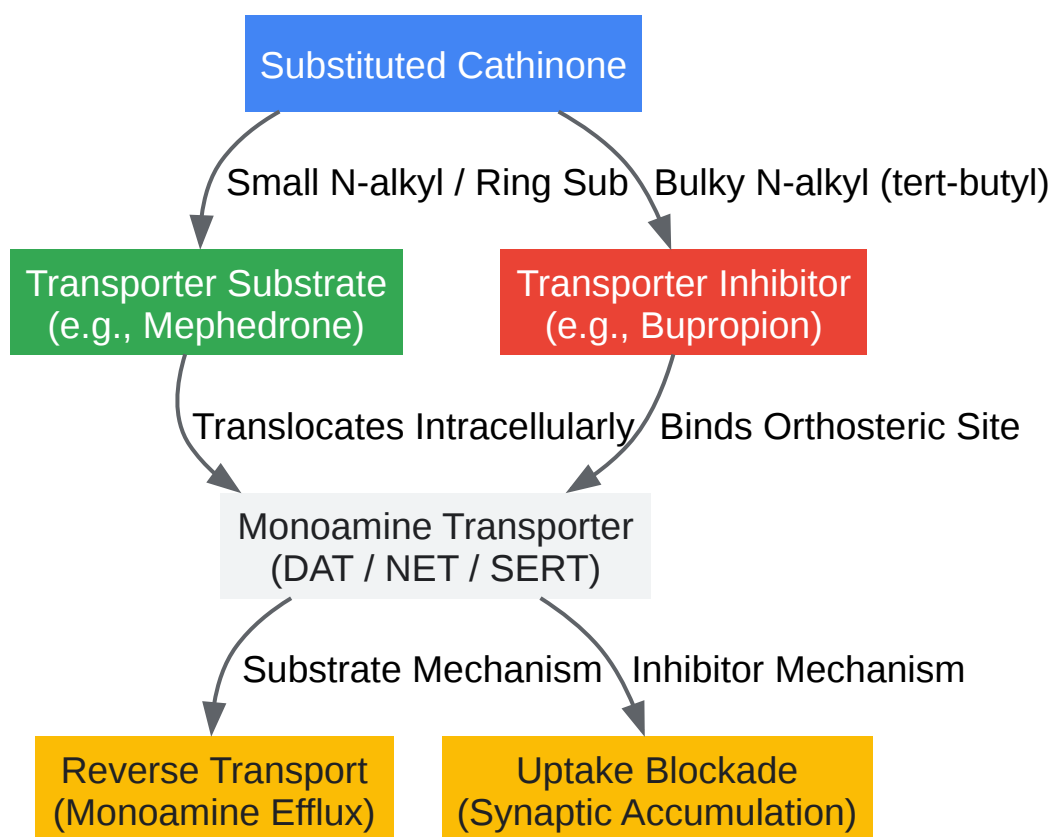 Substituted Cathinone
Small N-alkyl / Ring Sub
Bulky N-alkyl (tert-butyl)
Transporter Substrate
(e.g., Mephedrone)
Transporter Inhibitor
(e.g., Bupropion)
Translocates Intracellularly
Binds Orthosteric Site
Monoamine Transporter
(DAT / NET / SERT)
Substrate Mechanism
Inhibitor Mechanism
Reverse Transport
(Monoamine Efflux)
Uptake Blockade
(Synaptic Accumulation)